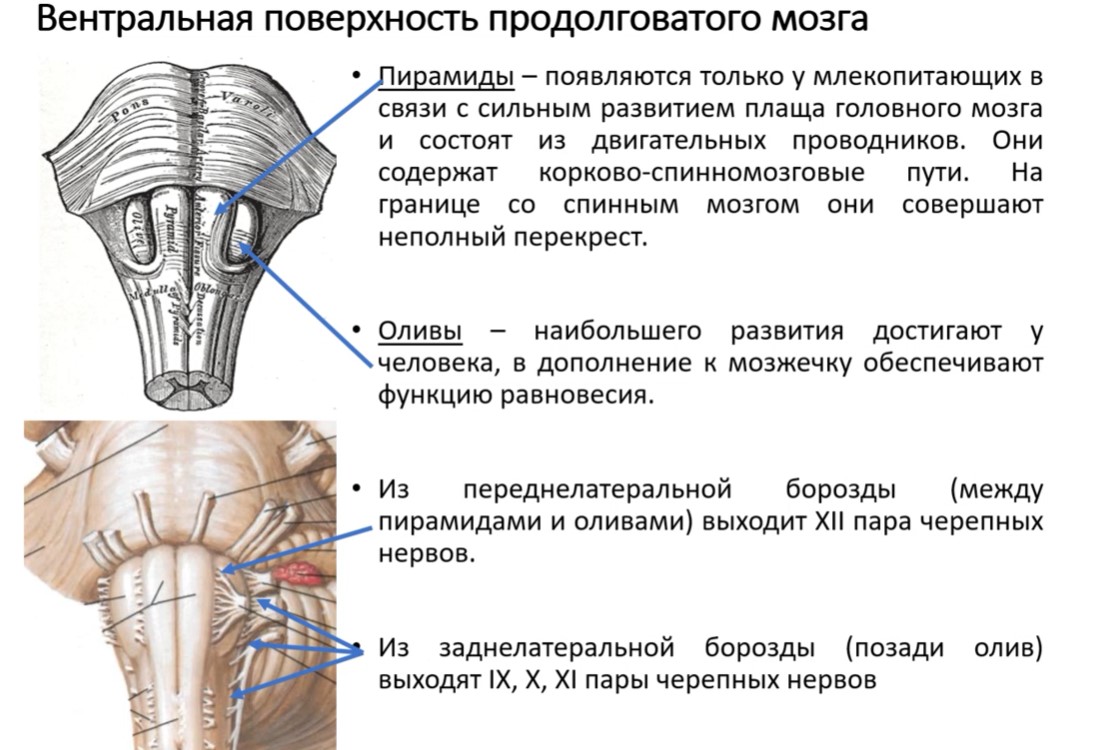 Вентральная поверхность продолговатого мозга
• Пирамиды – появляются только у млекопитающих в
связи с сильным развитием плаща головного мозга
и состоят из двигательных проводников. Они
содержат корково-спинномозговые пути. На
границе со спинным мозгом они совершают
неполный перекрест.
• Оливы – наибольшего развития достигают у
человека, в дополнение к мозжечку обеспечивают
функцию равновесия.
• Из переднелатеральной борозды (между
пирамидами и оливами) выходит XII пара черепных
нервов.
• Из заднелатеральной борозды (позади олив)
выходят IX, X, XI пары черепных нервов
Pons Varolii
Olive
Pyramid
Anterior Fissure
Medulla Oblongata
of Pyramids
Decussation